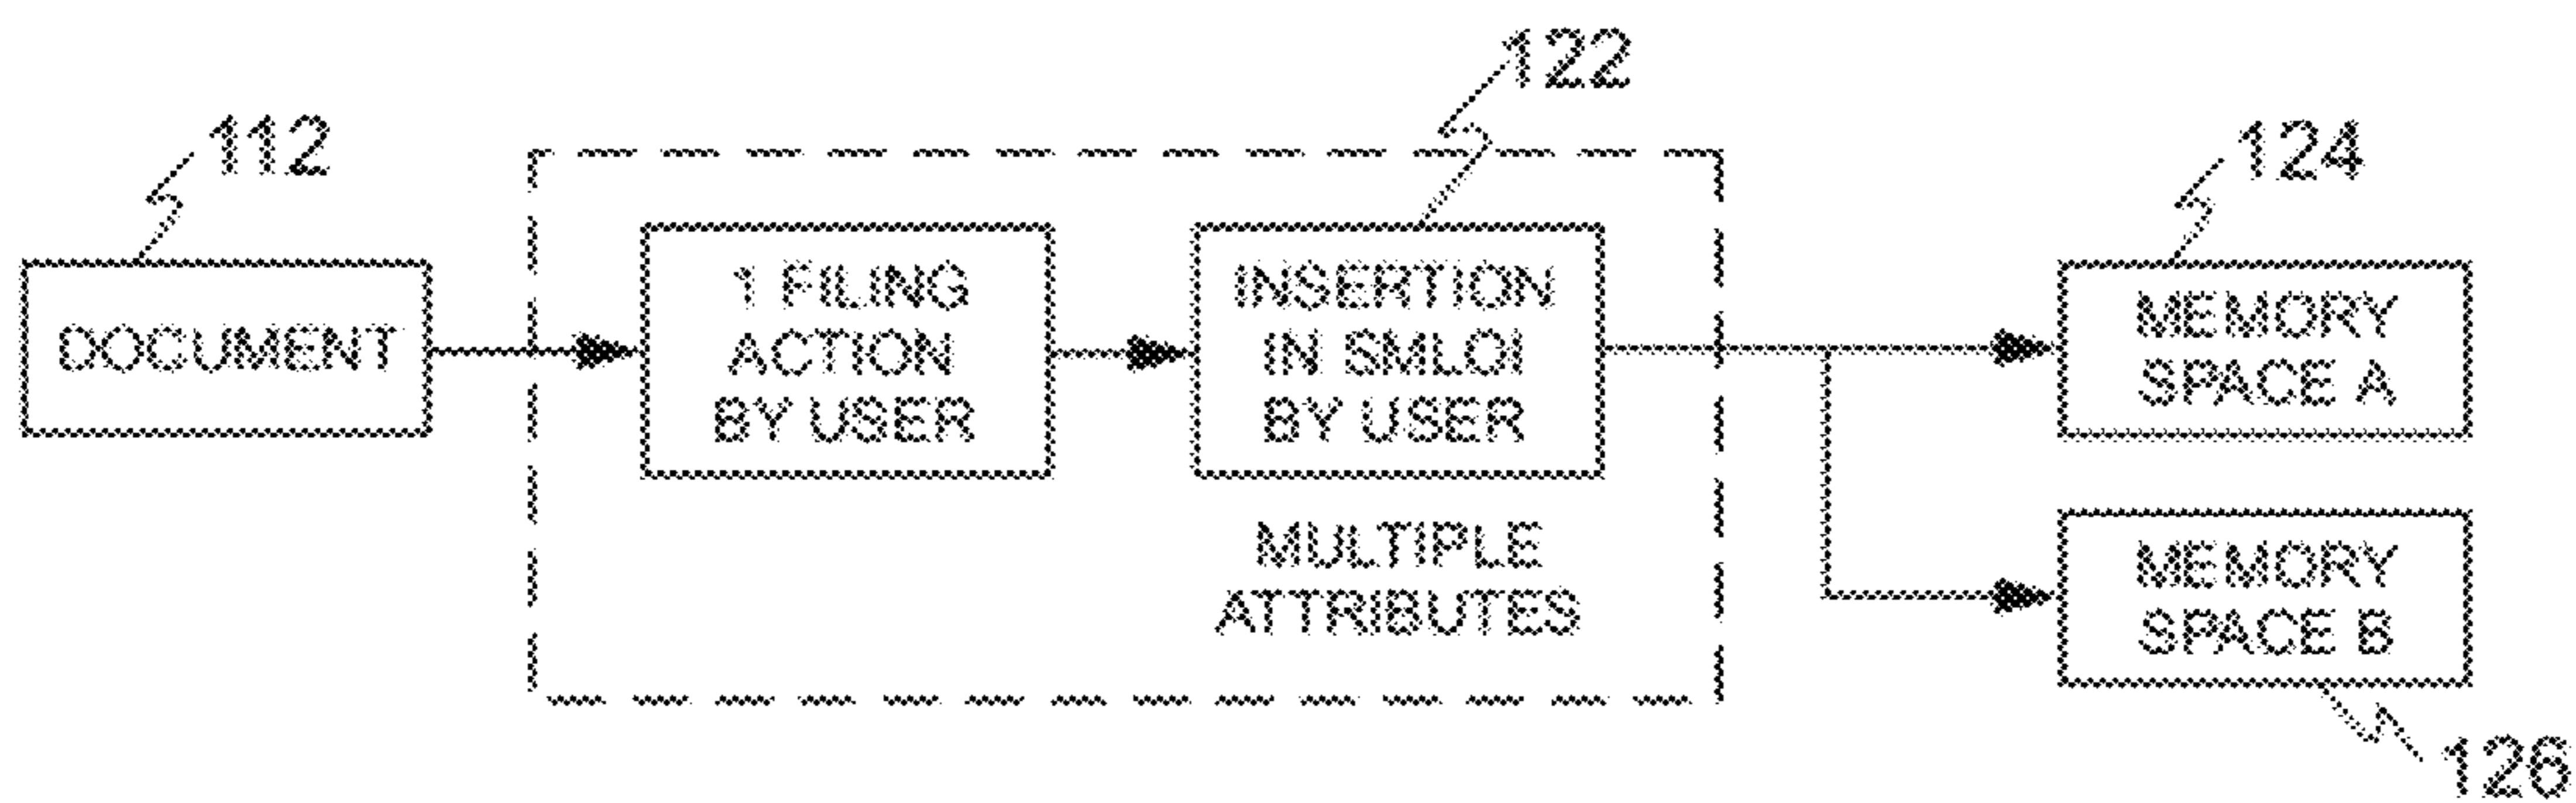 122
112
124
DOCUMENT
1 FILING
ACTION
BY USER
INSERTION
IN SMLOI
BY USER
MEMORY
SPACE A
MULTIPLE
ATTRIBUTES
MEMORY
SPACE B
126